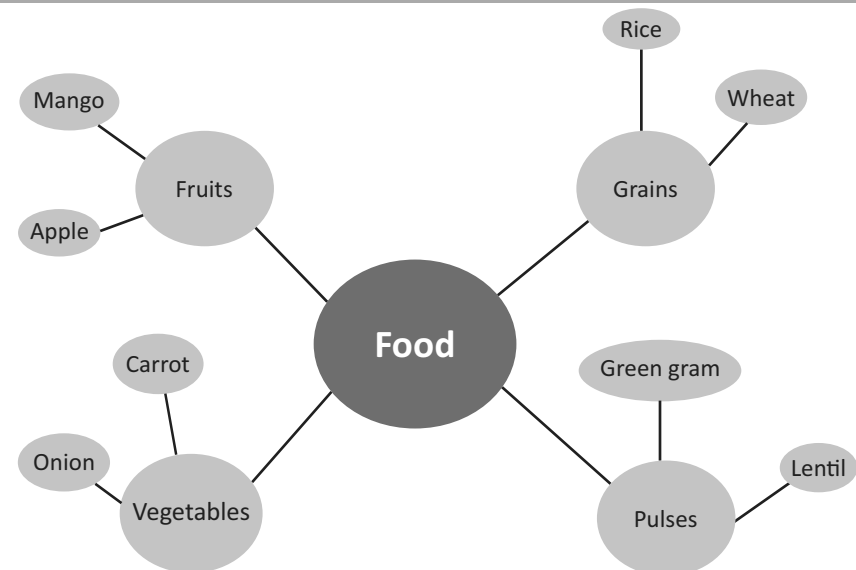 Rice
Mango
Wheat
Fruits
Grains
Apple
Food
Carrot
Green gram
Onion
Lentil
Vegetables
Pulses